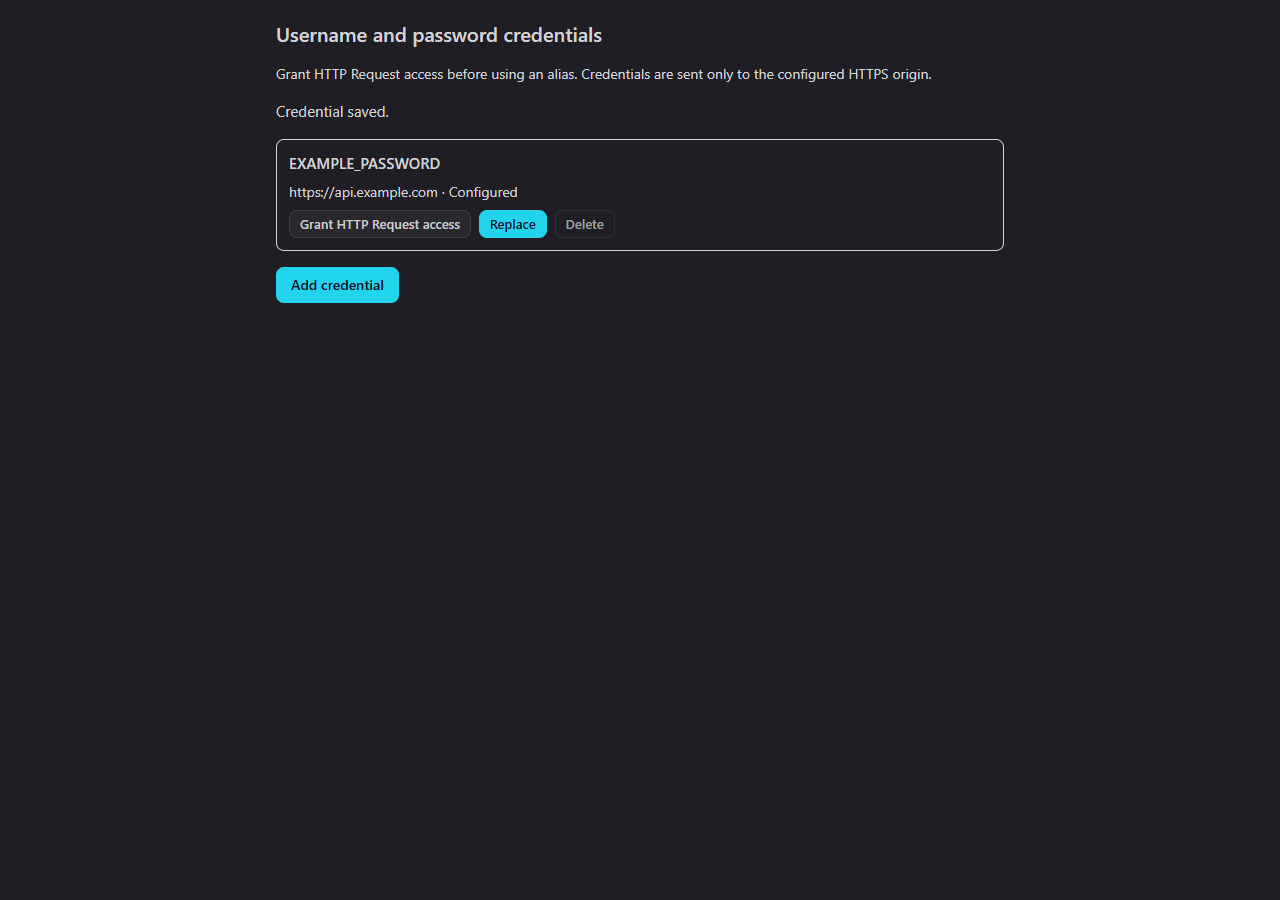 Username and password credentials
Grant HTTP Request access before using an alias. Credentials are sent only to the configured HTTPS origin.
Credential saved.
EXAMPLE_PASSWORD
https://api.example.com · Configured
Grant HTTP Request access Replace Delete
Add credential